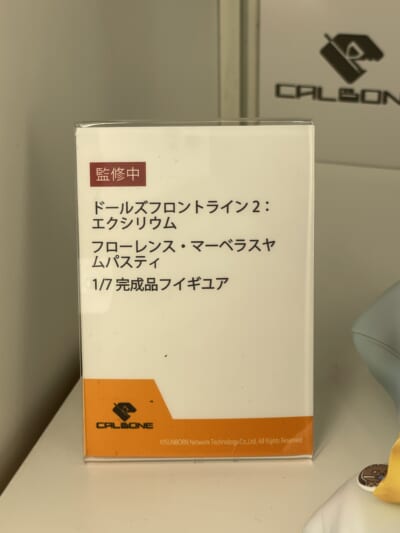 CALBONE
監修中
ドールズフロントライン 2：
エクシリウム
フローレンス・マーベラスヤ
ムパスティ
1/7 完成品フイギユア
CALBONE
©SUNBORN Network Technology Co., Ltd. All Rights Reserved